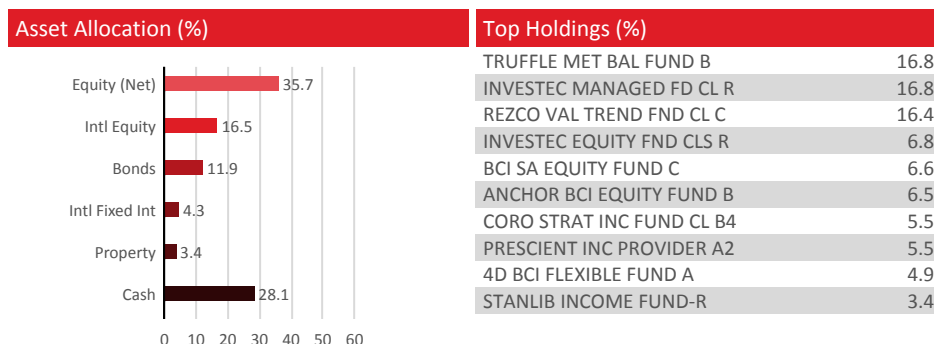 Asset Allocation (%)
Equity (Net) 35.7
Intl Equity 16.5
Bonds 11.9
Intl Fixed Int 4.3
Property 3.4
Cash 28.1
0 10 20 30 40 50 60
Top Holdings (%)
TRUFFLE MET BAL FUND B 16.8
INVESTEC MANAGED FD CL R 16.8
REZCO VAL TREND FND CL C 16.4
INVESTEC EQUITY FND CLS R 6.8
BCI SA EQUITY FUND C 6.6
ANCHOR BCI EQUITY FUND B 6.5
CORO STRAT INC FUND CL B4 5.5
PRESCIENT INC PROVIDER A2 5.5
4D BCI FLEXIBLE FUND A 4.9
STANLIB INCOME FUND-R 3.4